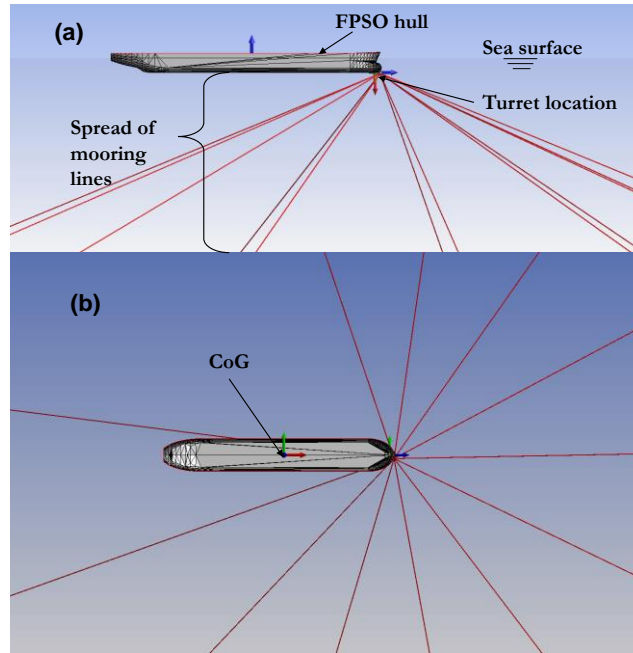 (a)
FPSO hull
Sea surface
Turret location
Spread of
mooring
lines
(b)
CoG